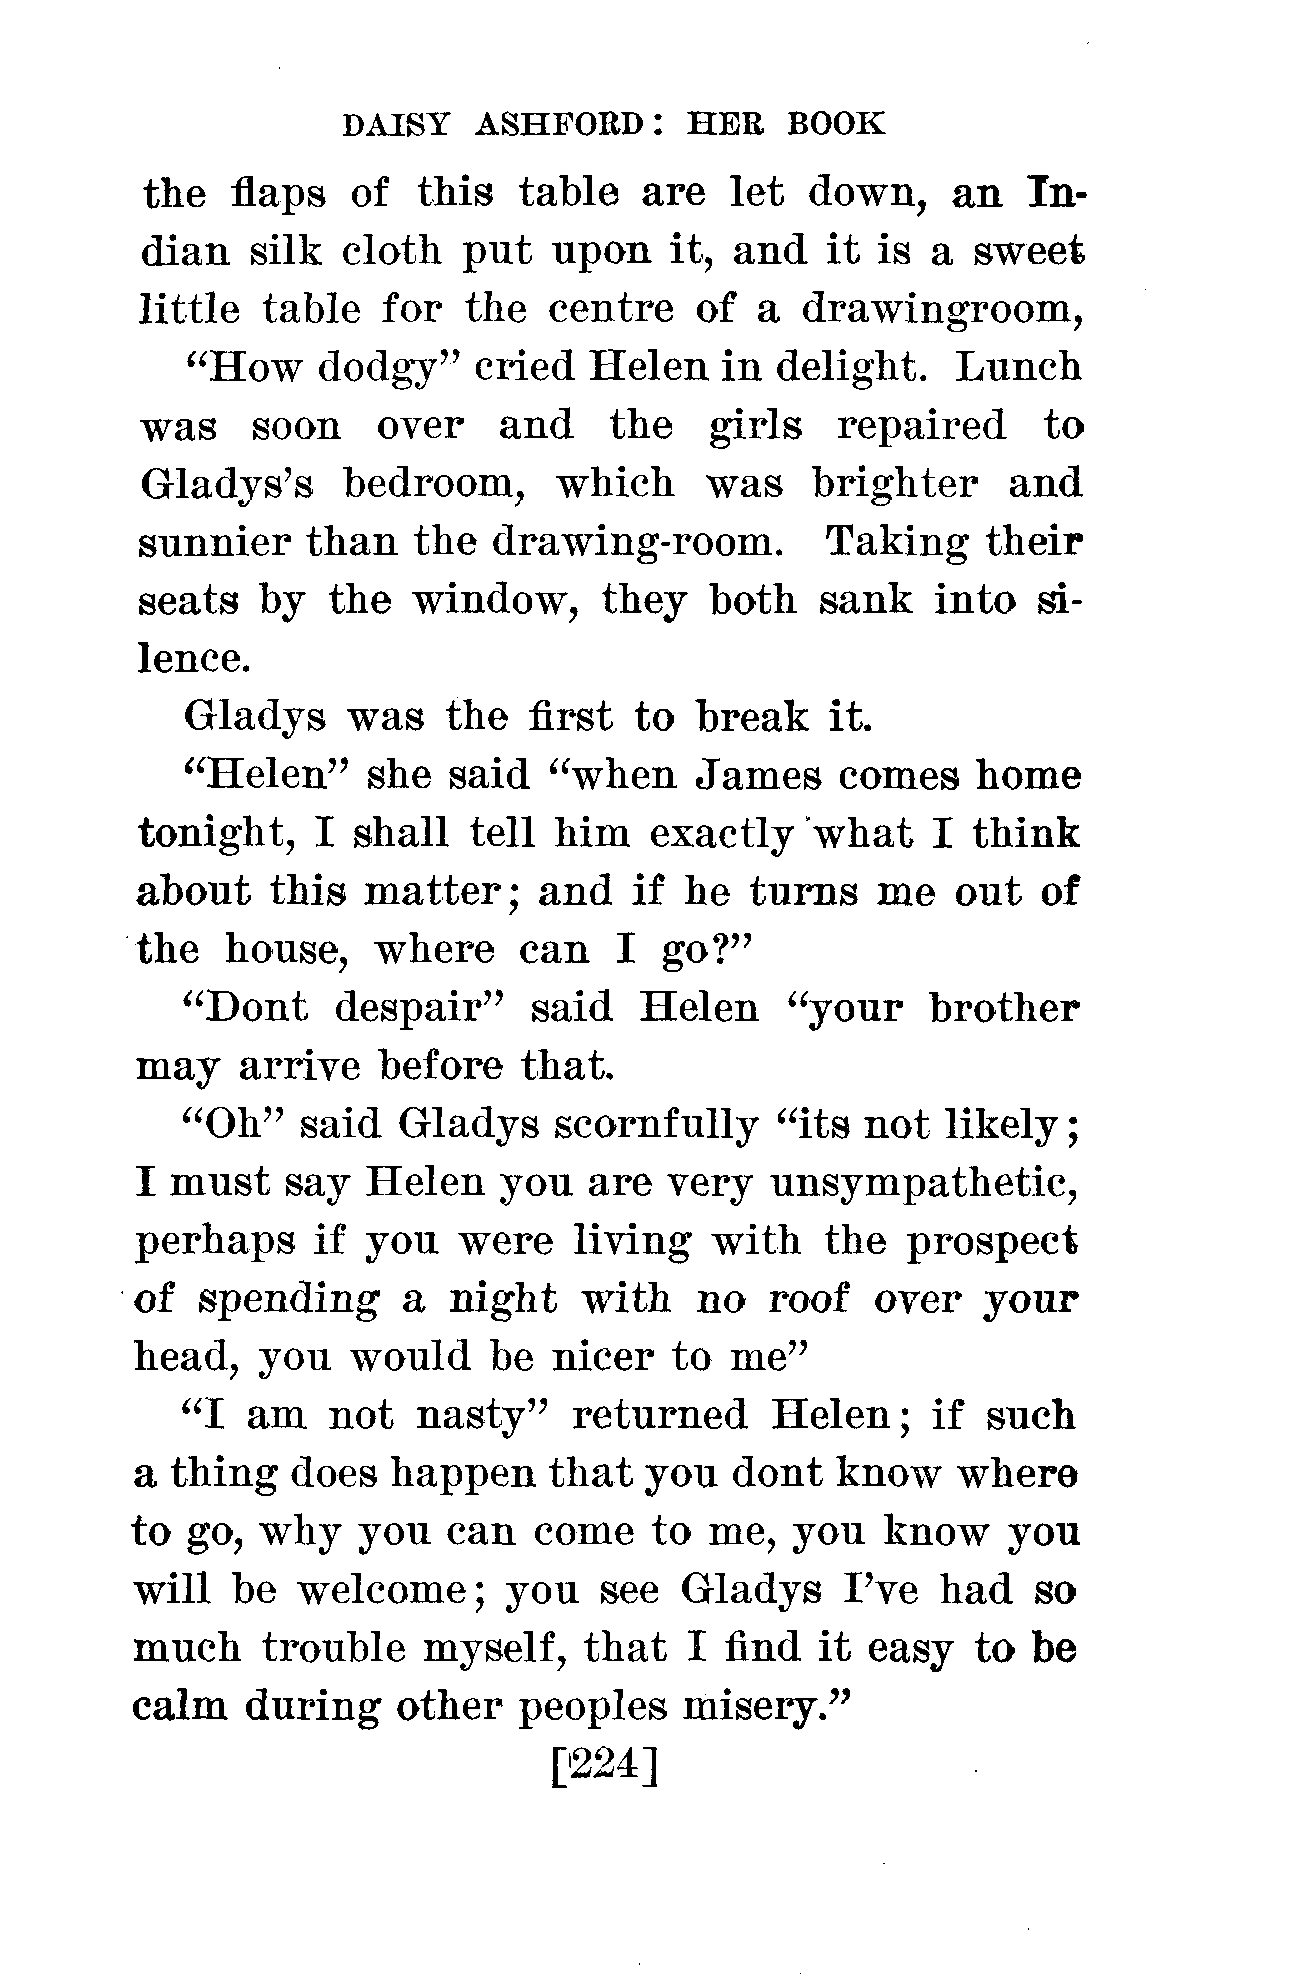 DAISY ASHFORD: HER BOOK
the flaps of this table are let down, an In-
dian silk cloth put upon it, and it is a sweet
little table for the centre of a drawingroom,
“How dodgy” cried Helen in delight. Lunch
was soon over and the girls repaired to
Gladys’s bedroom, which was brighter and
sunnier than the drawing-room. Taking their
seats by the window, they both sank into si-
lence.
Gladys was the first to break it.
“Helen” she said “when James comes home
tonight, I shall tell him exactly what I think
about this matter; and if he turns me out of
the house, where can I go?”
“Dont despair” said Helen “your brother
may arrive before that.
“Oh” said Gladys scornfully “its not likely;
I must say Helen you are very unsympathetic,
perhaps if you were living with the prospect
of spending a night with no roof over your
head, you would be nicer to me”
“I am not nasty” returned Helen; if such
a thing does happen that you dont know where
to go, why you can come to me, you know you
will be welcome; you see Gladys I’ve had so
much trouble myself, that I find it easy to be
calm during other peoples misery.”
[224]